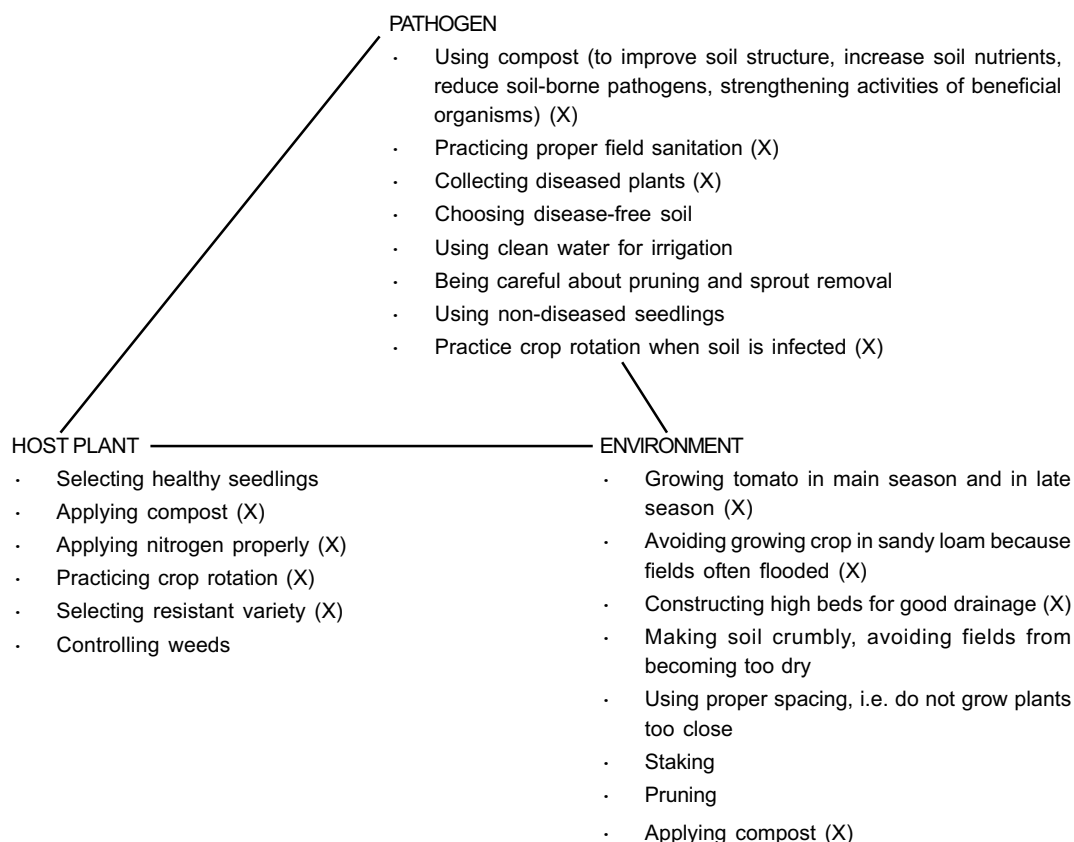 PATHOGEN
· Using compost (to improve soil structure, increase soil nutrients,
reduce soil-borne pathogens, strengthening activities of beneficial
organisms) (X)
· Practicing proper field sanitation (X)
· Collecting diseased plants (X)
· Choosing disease-free soil
· Using clean water for irrigation
· Being careful about pruning and sprout removal
· Using non-diseased seedlings
· Practice crop rotation when soil is infected (X)
HOST PLANT
· Selecting healthy seedlings
· Applying compost (X)
· Applying nitrogen properly (X)
· Practicing crop rotation (X)
· Selecting resistant variety (X)
· Controlling weeds
ENVIRONMENT
· Growing tomato in main season and in late
season (X)
· Avoiding growing crop in sandy loam because
fields often flooded (X)
· Constructing high beds for good drainage (X)
· Making soil crumbly, avoiding fields from
becoming too dry
· Using proper spacing, i.e. do not grow plants
too close
· Staking
· Pruning
· Applying compost (X)